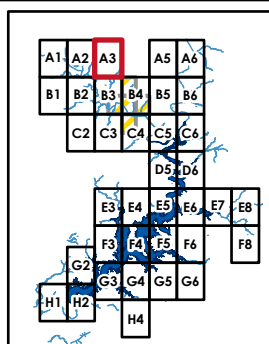 A1 A2 A3 A5 A6
B1 B2 B3 B4 B5 B6
C2 C3 C4 C5 C6
D5 D6
E3 E4 E5 E6 E7 E8
F3 F4 F5 F6 F8
G2
G3 G4 G5 G6
H1 H2
H4